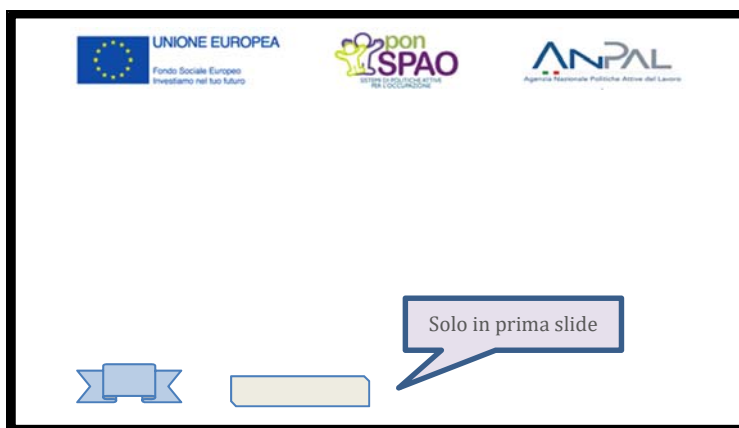 UNIONE EUROPEA
Fondo Sociale Europeo
Investiamo nel tuo futuro
pon
SPAO
SISTEMI DI POLITICHE ATTIVE
PER L'OCCUPAZIONE
ANPAL
Agenzia Nazionale Politiche Attive del Lavoro
Solo in prima slide